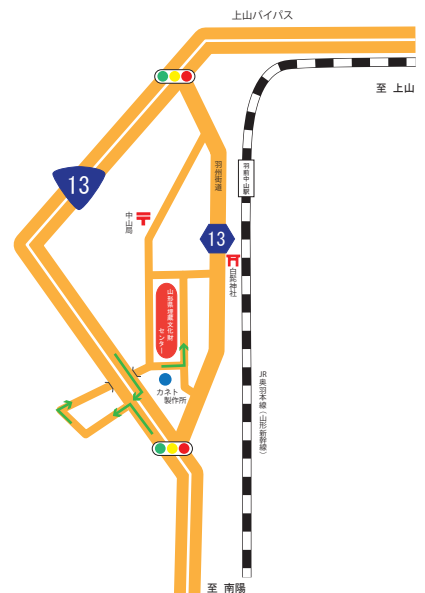 上山バイパス
至 上山
羽州街道
羽前中山駅
13
中山局
13
白髭神社
山形県埋蔵文化財
センター
カネト
製作所
JR奥羽本線（山形新幹線）
至 南陽